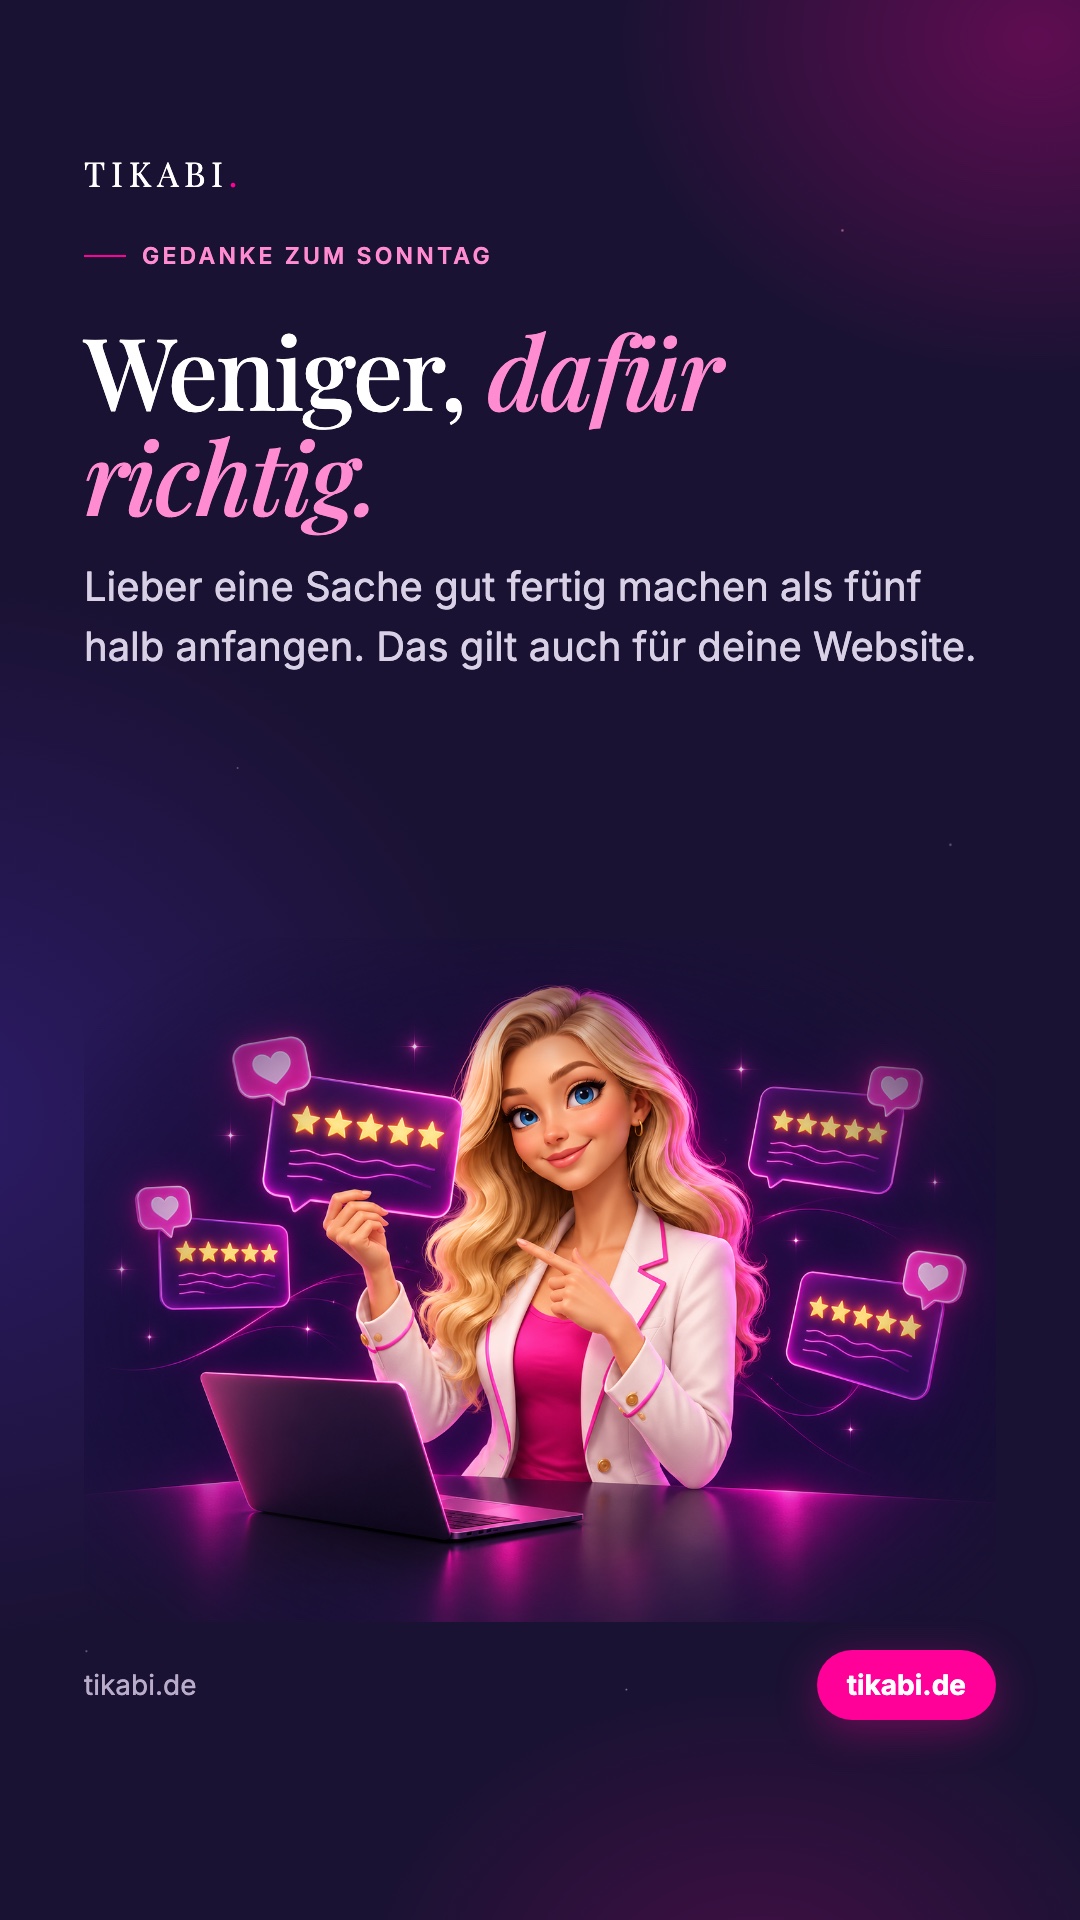 TIKABI.
GEDANKE ZUM SONNTAG
Weniger, dafür
richtig.
Lieber eine Sache gut fertig machen als fünf
halb anfangen. Das gilt auch für deine Website.
tikabi.de
tikabi.de